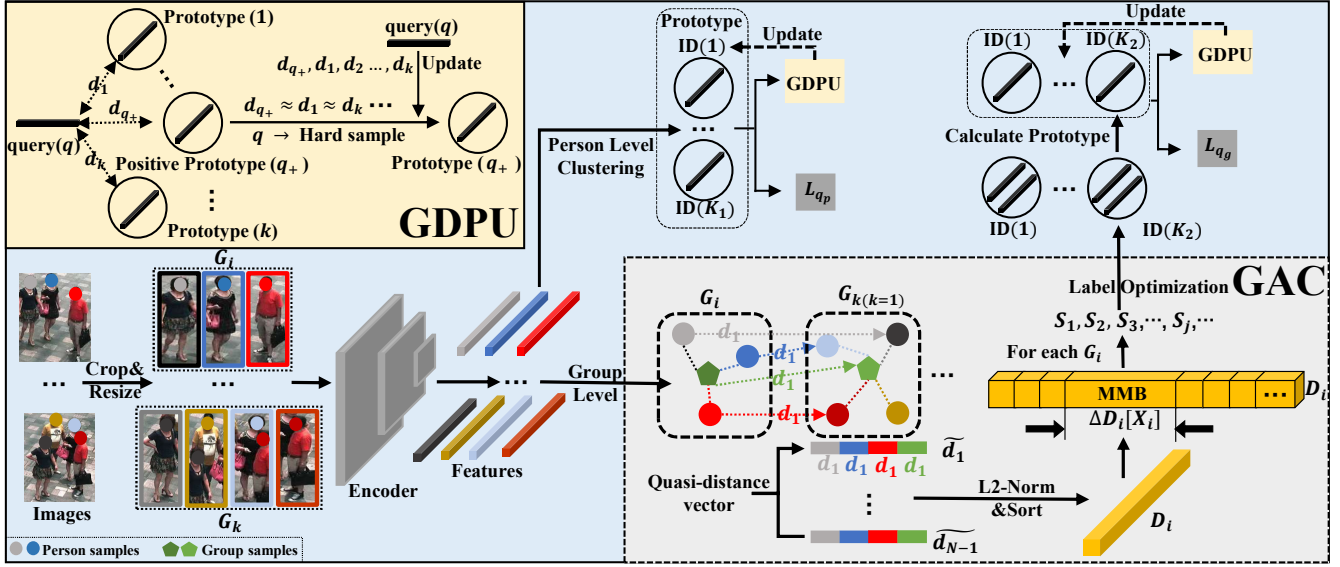 Prototype (1)
query(q)
d_{q+}, d_1, d_2 ..., d_k
Update
d_1
...
d_{q+}
d_{q+} ≈ d_1 ≈ d_k ...
q → Hard sample
query(q)
d_k
Positive Prototype (q_+)
Prototype (q_+)
...
Prototype (k)
GDPU
Prototype
ID(1)
Update
GDPU
...
Person Level
Clustering
ID(K_1)
L_{q_p}
Update
ID(1)
ID(K_2)
GDPU
...
Calculate Prototype
L_{q_g}
...
ID(1)
ID(K_2)
G_i
...
Crop&
Resize
...
G_k
Images
Encoder
...
Features
Group
Level
Person samples
Group samples
GAC
Label Optimization
S_1, S_2, S_3, ..., S_j, ...
For each G_i
G_i
G_{k(k=1)}
d_1
d_1
d_1
d_1
...
MMB
...
D_i
ΔD_i[X_i]
Quasi-distance
vector
d_1 d_1 d_1 d_1
\widetilde{d_1}
...
\widetilde{d_{N-1}}
L2-Norm
&Sort
D_i